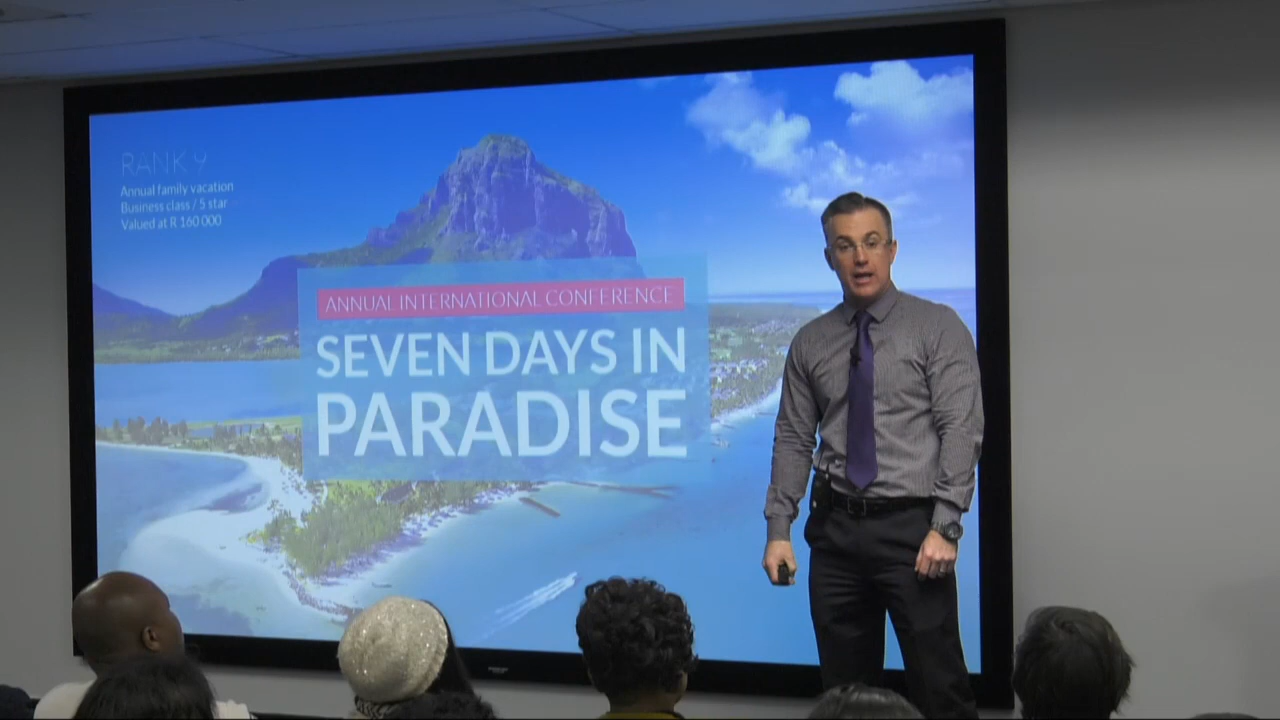 RANK 9
Annual family vacation
Business class / 5 star
Valued at R 160 000
ANNUAL INTERNATIONAL CONFERENCE
SEVEN DAYS IN
PARADISE